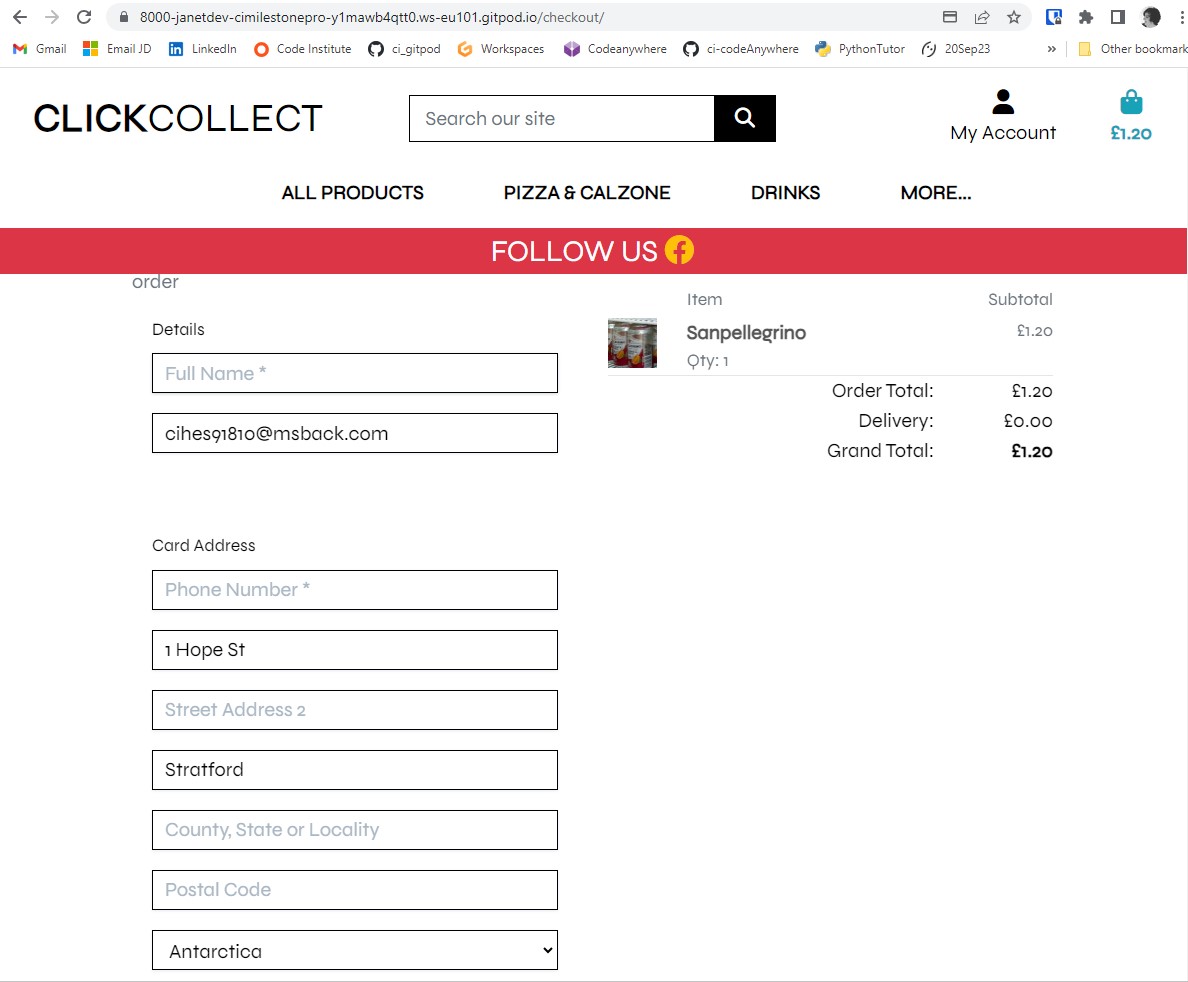 8000-janetdev-cimilestonepro-y1mawb4qtt0.ws-eu101.gitpod.io/checkout/
Gmail Email JD LinkedIn Code Institute ci_gitpod Workspaces Codeanywhere ci-codeAnywhere PythonTutor 20Sep23 » Other bookmark
CLICKCOLLECT
Search our site
My Account
£1.20
ALL PRODUCTS PIZZA & CALZONE DRINKS MORE...
FOLLOW US
order
Details
Full Name *
cihes91810@msback.com
Card Address
Phone Number *
1 Hope St
Street Address 2
Stratford
County, State or Locality
Postal Code
Antarctica
Item Subtotal
Sanpellegrino £1.20
Qty: 1
Order Total: £1.20
Delivery: £0.00
Grand Total: £1.20